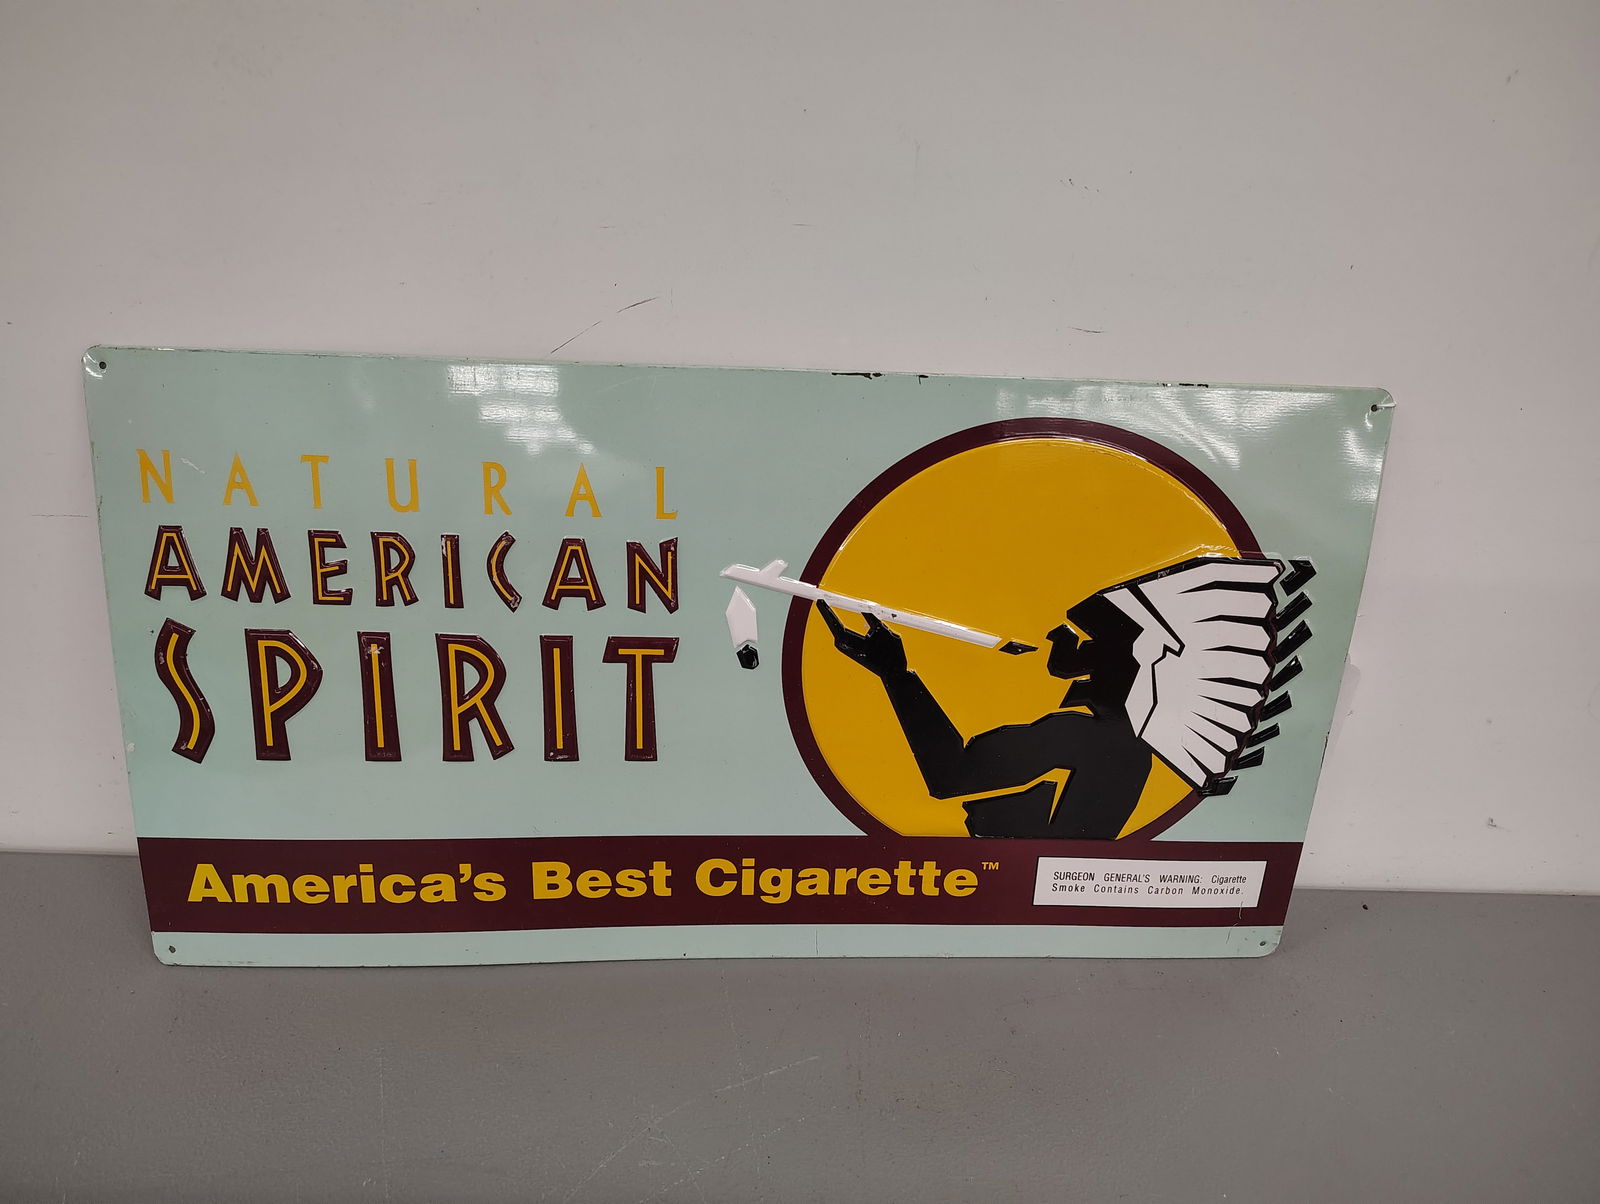 NATURAL
AMERICAN
SPIRIT
America's Best Cigarette™
SURGEON GENERAL'S WARNING: Cigarette
Smoke Contains Carbon Monoxide.